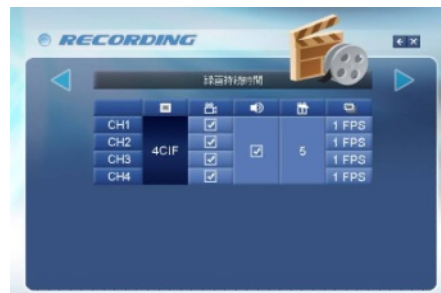 RECORDING
錄畫持續時間
CH1 1 FPS
CH2 1 FPS
4CIF 5
CH3 1 FPS
CH4 1 FPS